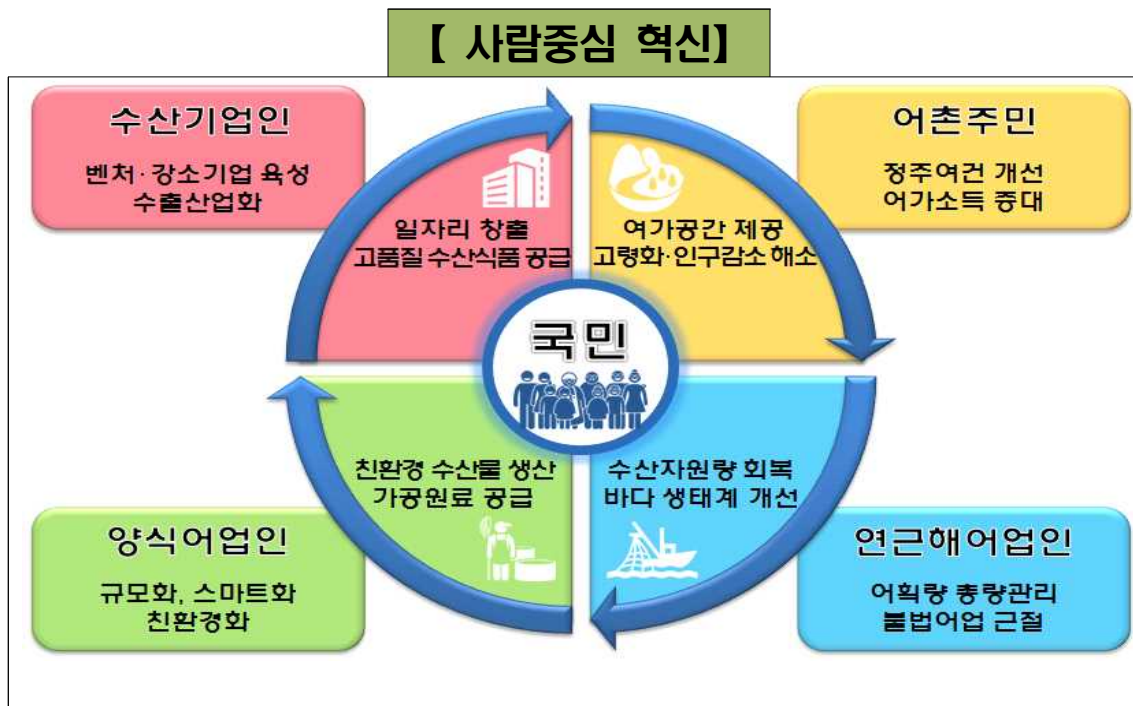 【 사람중심 혁신】
수산기업인
벤처·강소기업 육성
수출산업화
일자리 창출
고품질 수산식품 공급
여가공간 제공
고령화·인구감소 해소
어촌주민
정주여건 개선
어가소득 증대
국민
친환경 수산물 생산
가공원료 공급
수산자원량 회복
바다 생태계 개선
양식어업인
규모화, 스마트화
친환경화
연근해어업인
어획량 총량관리
불법어업 근절